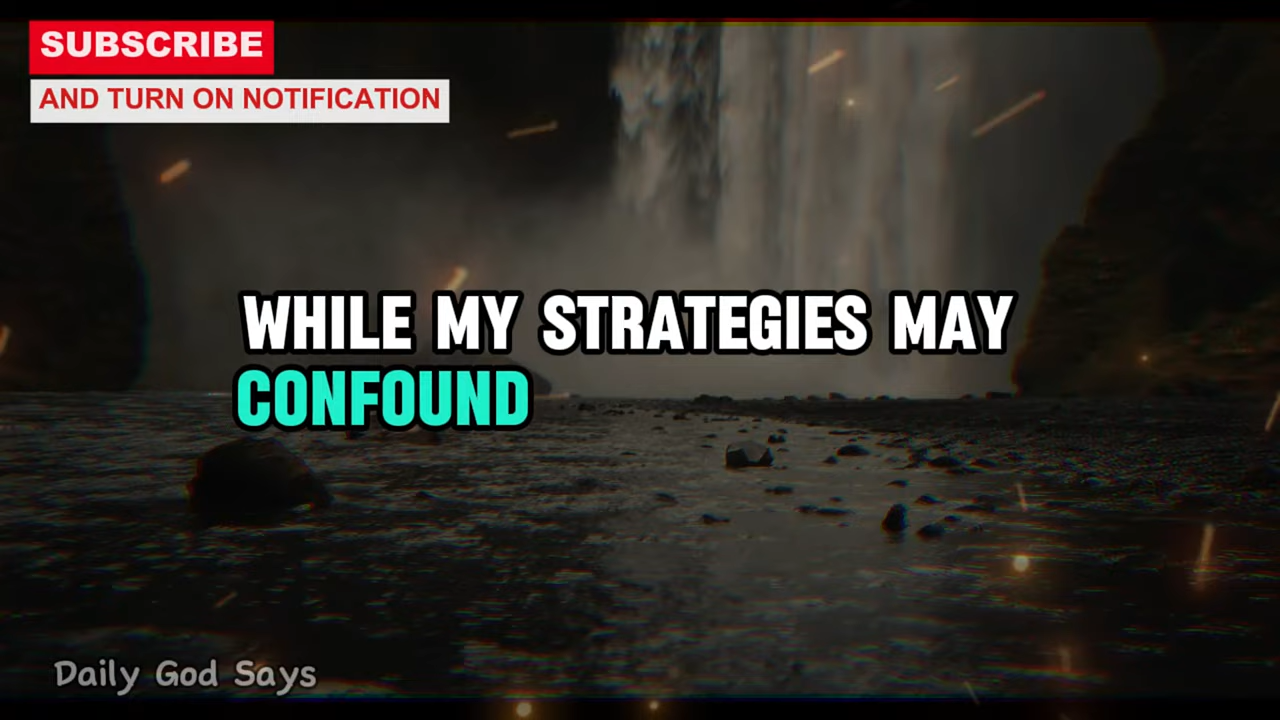 SUBSCRIBE
AND TURN ON NOTIFICATION
WHILE MY STRATEGIES MAY
CONFOUND
Daily God Says